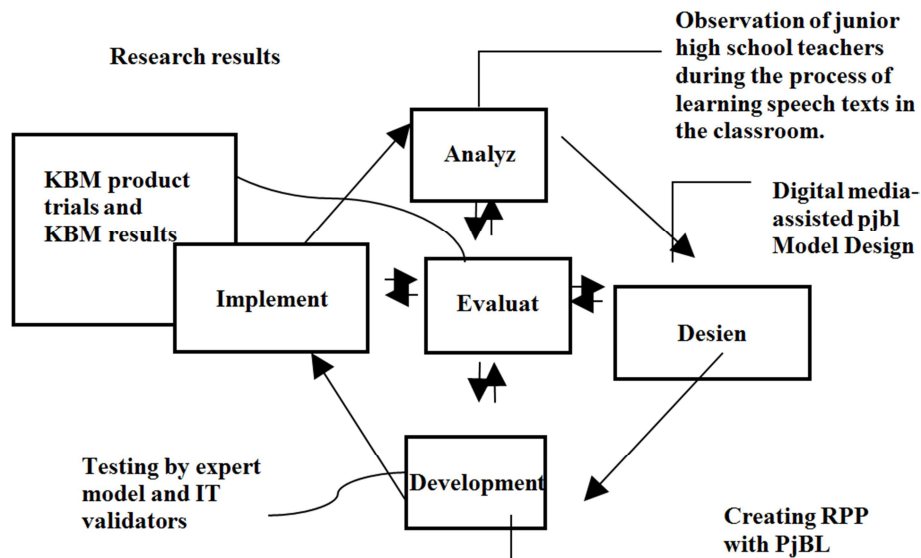 Research results
Observation of junior
high school teachers
during the process of
learning speech texts in
the classroom.
Analyz
KBM product
trials and
KBM results
Digital media-
assisted pjbl
Model Design
Implement
Evaluat
Desien
Testing by expert
model and IT
validators
Development
Creating RPP
with PjBL